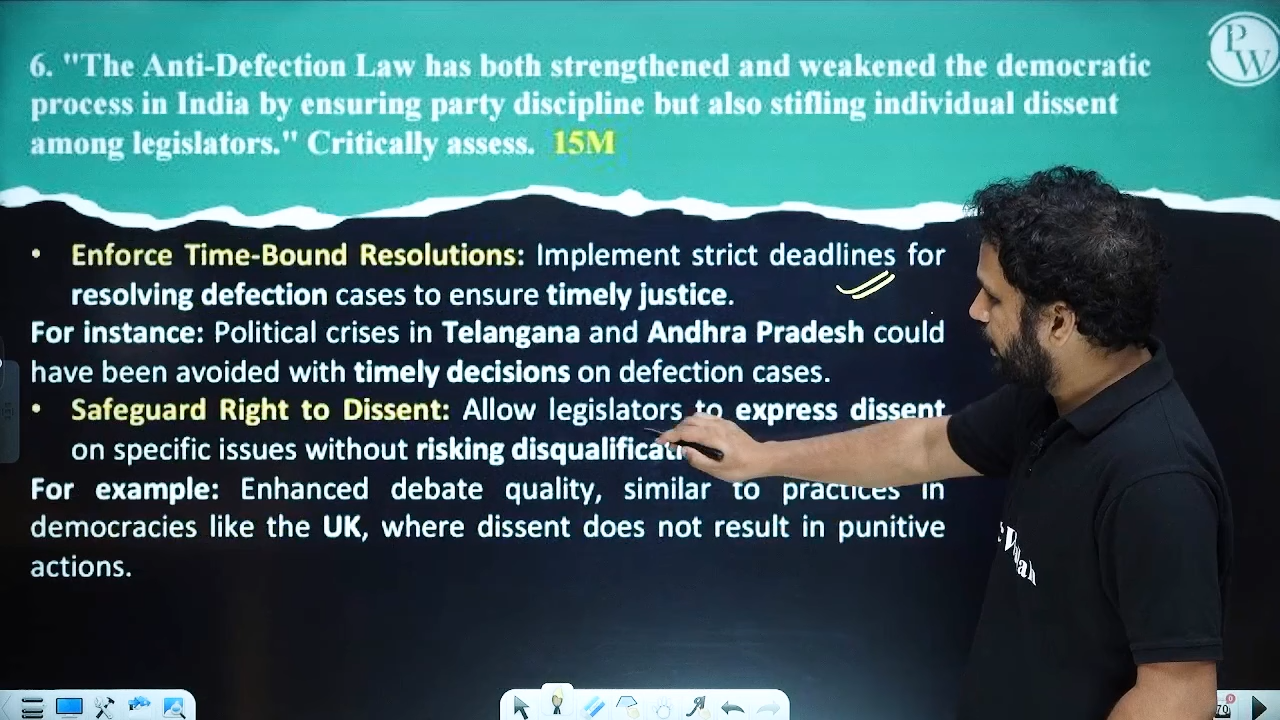 PW
6. "The Anti-Defection Law has both strengthened and weakened the democratic
process in India by ensuring party discipline but also stifling individual dissent
among legislators." Critically assess. 15M
• Enforce Time-Bound Resolutions: Implement strict deadlines for
resolving defection cases to ensure timely justice.
For instance: Political crises in Telangana and Andhra Pradesh could
have been avoided with timely decisions on defection cases.
• Safeguard Right to Dissent: Allow legislators to express dissent
on specific issues without risking
For example: Enhanced debate quality, similar to practices in
democracies like the UK, where dissent does not result in punitive
actions.